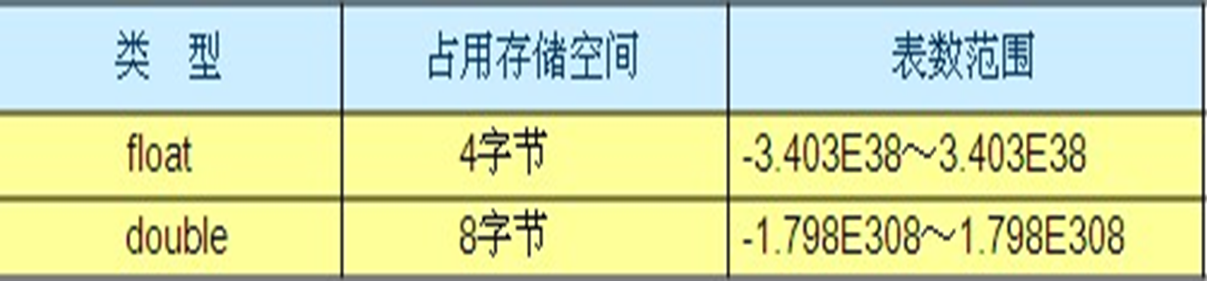 类 型 占用存储空间 表数范围
float 4字节 -3.403E38～3.403E38
double 8字节 -1.798E308～1.798E308